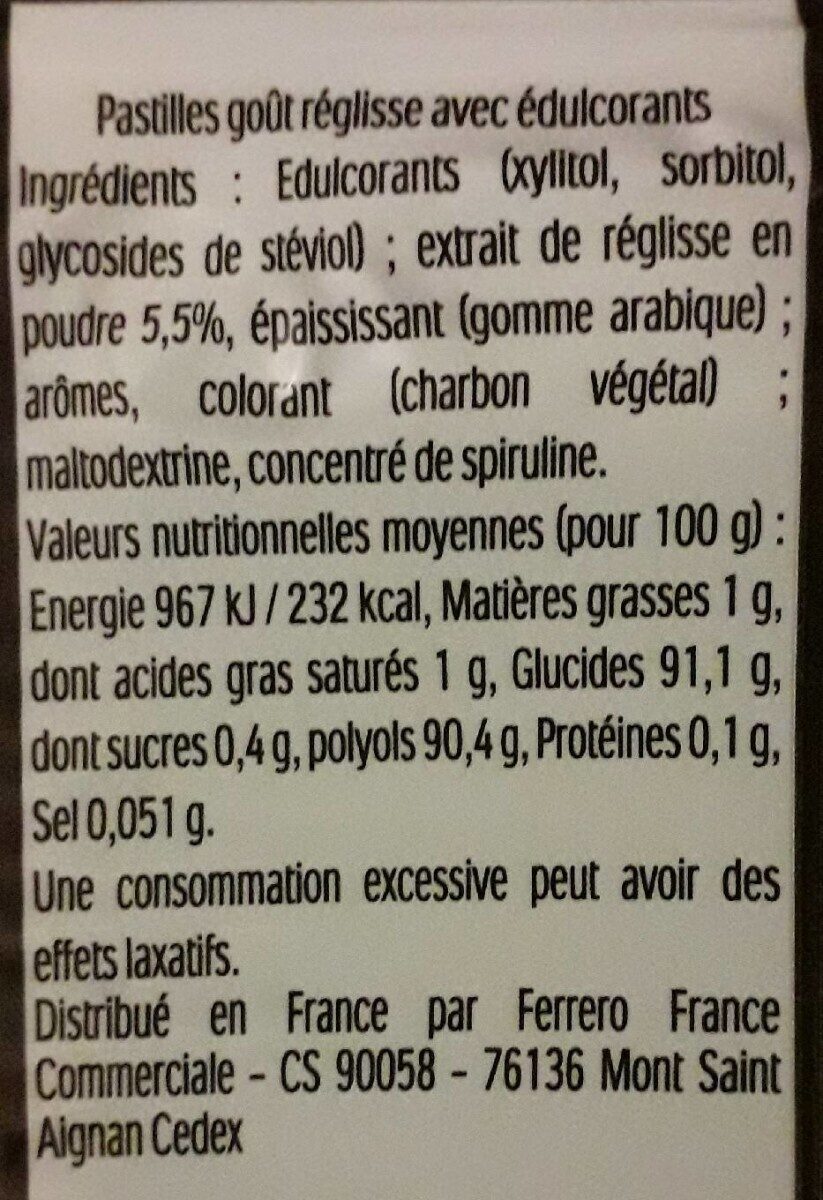 Pastilles goût réglisse avec édulcorants
Ingrédients : Edulcorants (xylitol, sorbitol,
glycosides de stéviol) ; extrait de réglisse en
poudre 5,5%, épaississant (gomme arabique) ;
arômes, colorant (charbon végétal) ;
maltodextrine, concentré de spiruline.
Valeurs nutritionnelles moyennes (pour 100 g) :
Energie 967 kJ / 232 kcal, Matières grasses 1 g,
dont acides gras saturés 1 g, Glucides 91,1 g,
dont sucres 0,4 g, polyols 90,4 g, Protéines 0,1 g,
Sel 0,051 g.
Une consommation excessive peut avoir des
effets laxatifs.
Distribué en France par Ferrero France
Commerciale - CS 90058 - 76136 Mont Saint
Aignan Cedex